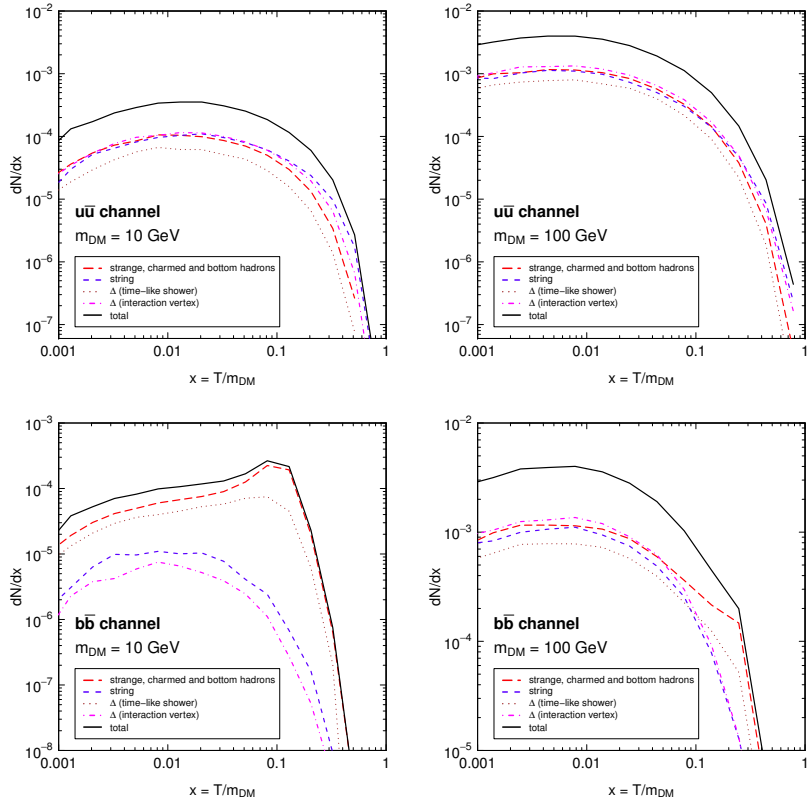 10⁻²
10⁻³
10⁻⁴
10⁻⁵
10⁻⁶
10⁻⁷
dN/dx
uū channel
m_DM = 10 GeV
strange, charmed and bottom hadrons
string
Δ (time-like shower)
Δ (interaction vertex)
total
0.001 0.01 0.1 1
x = T/m_DM
10⁻²
10⁻³
10⁻⁴
10⁻⁵
10⁻⁶
10⁻⁷
dN/dx
uū channel
m_DM = 100 GeV
strange, charmed and bottom hadrons
string
Δ (time-like shower)
Δ (interaction vertex)
total
0.001 0.01 0.1 1
x = T/m_DM
10⁻³
10⁻⁴
10⁻⁵
10⁻⁶
10⁻⁷
10⁻⁸
dN/dx
bb̄ channel
m_DM = 10 GeV
strange, charmed and bottom hadrons
string
Δ (time-like shower)
Δ (interaction vertex)
total
0.001 0.01 0.1 1
x = T/m_DM
10⁻²
10⁻³
10⁻⁴
10⁻⁵
dN/dx
bb̄ channel
m_DM = 100 GeV
strange, charmed and bottom hadrons
string
Δ (time-like shower)
Δ (interaction vertex)
total
0.001 0.01 0.1 1
x = T/m_DM